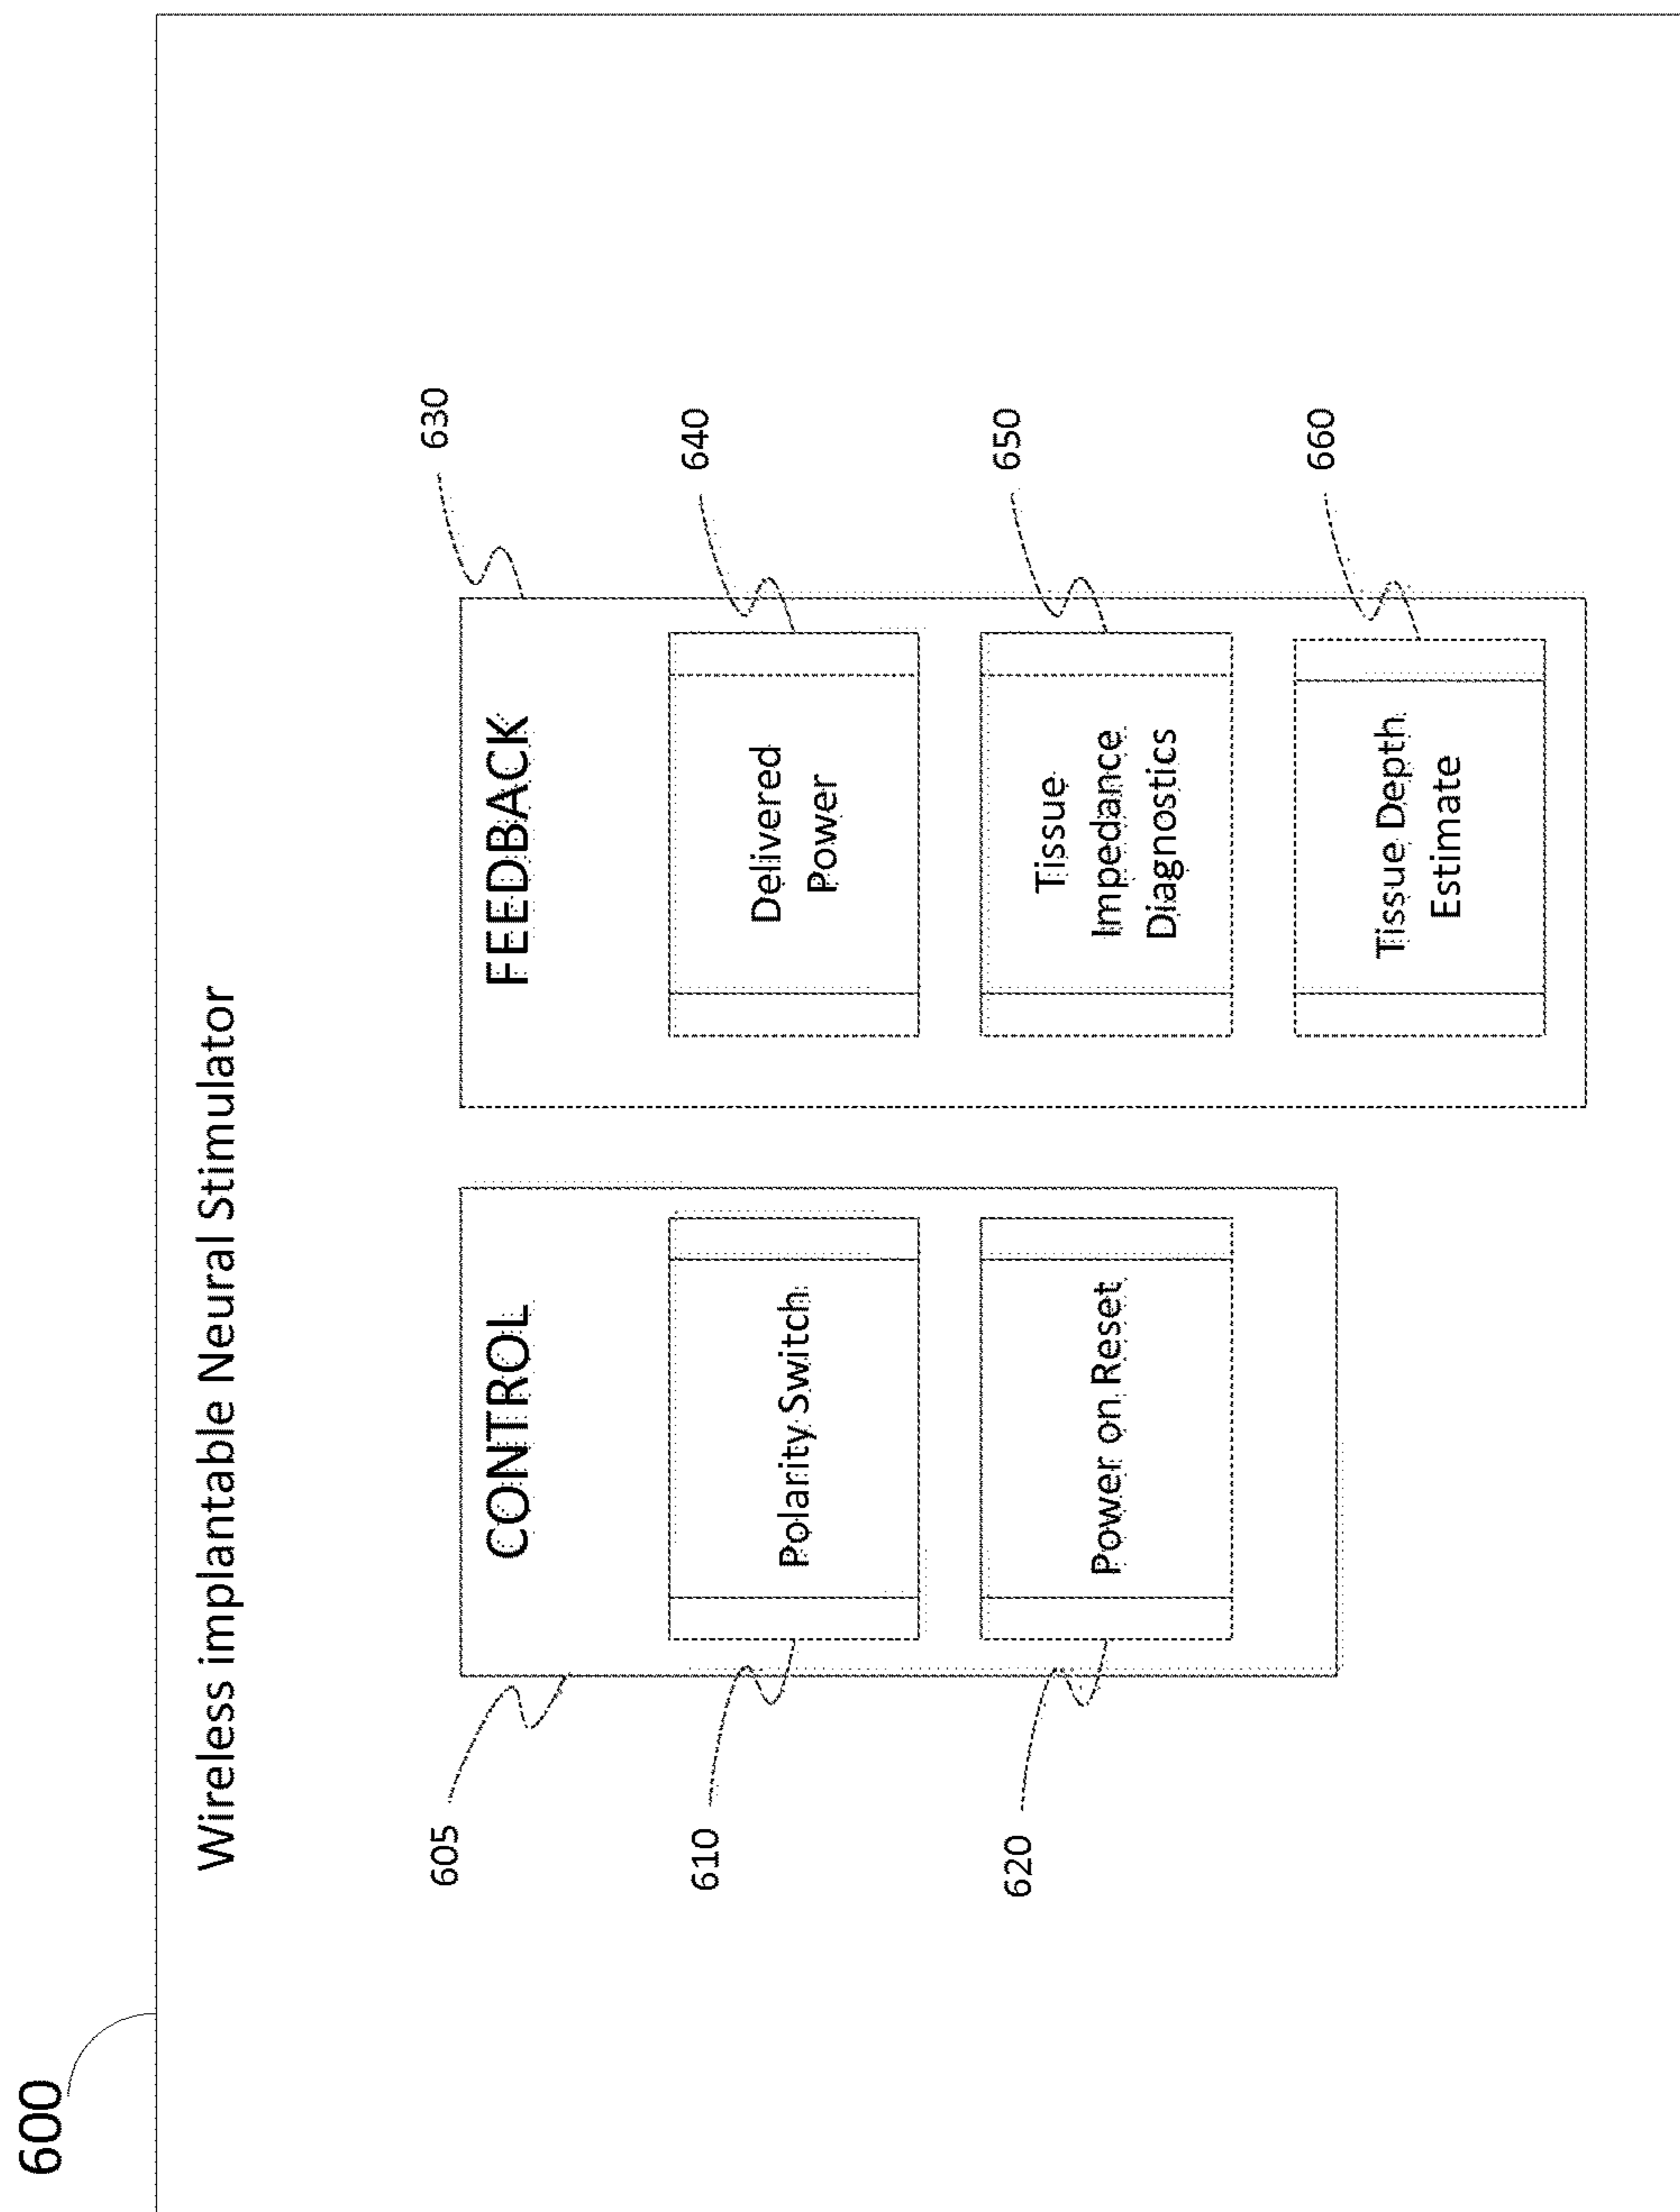 600
Wireless implantable Neural Stimulator
605
CONTROL
610
Polarity Switch
620
Power on Reset
FEEDBACK
630
Delivered
Power
640
Tissue
Impedance
Diagnostics
650
Tissue Depth
Estimate
660